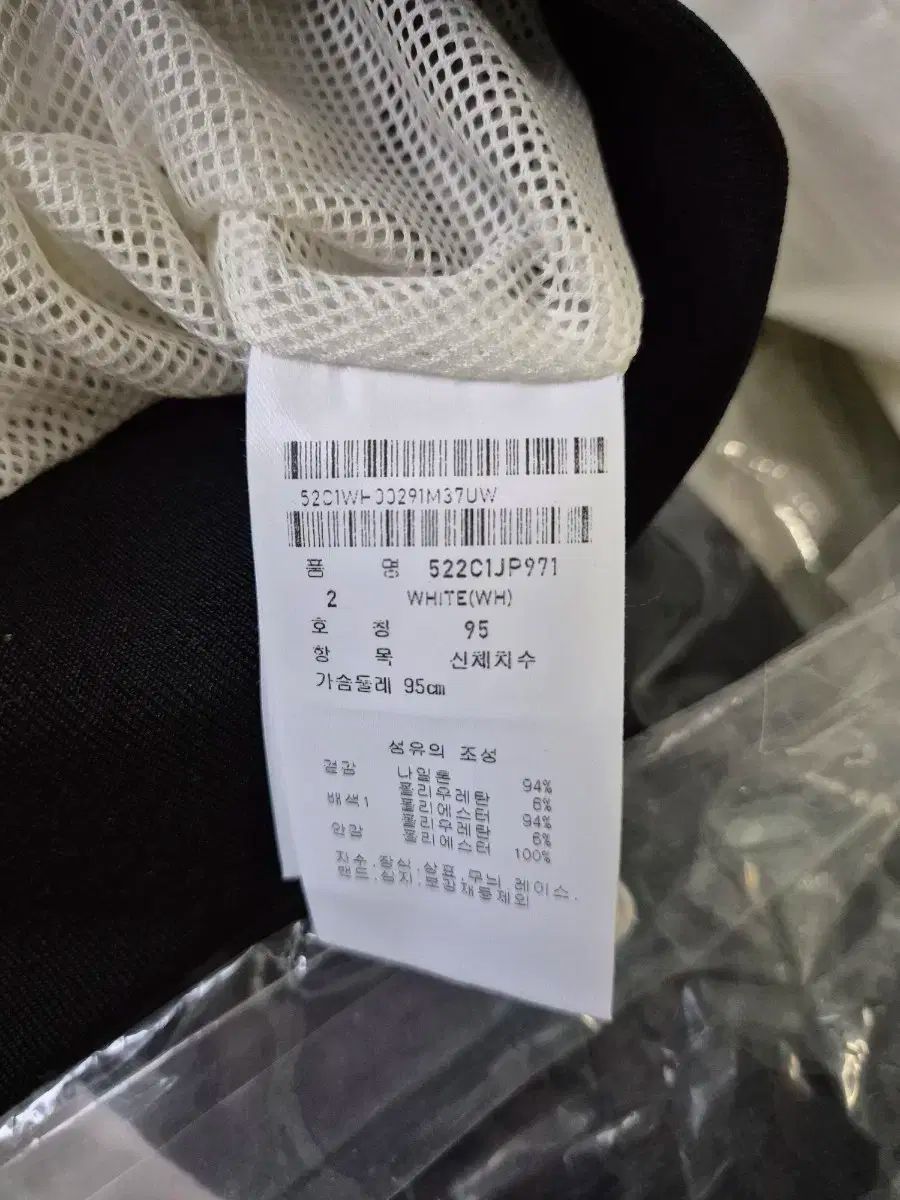 52C1WH00291M37UW
품 명 522C1JP971
2 WHITE(WH)
호 칭 95
항 목 신체치수
가슴둘레 95cm
섬유의 조성
겉감 나일론 94%
폴리우레탄 6%
배색1 폴리에스터 94%
폴리우레탄 6%
안감 폴리에스터 100%
자수.장식.상표.무늬.레이스.
밴드.심지.보강재등제외